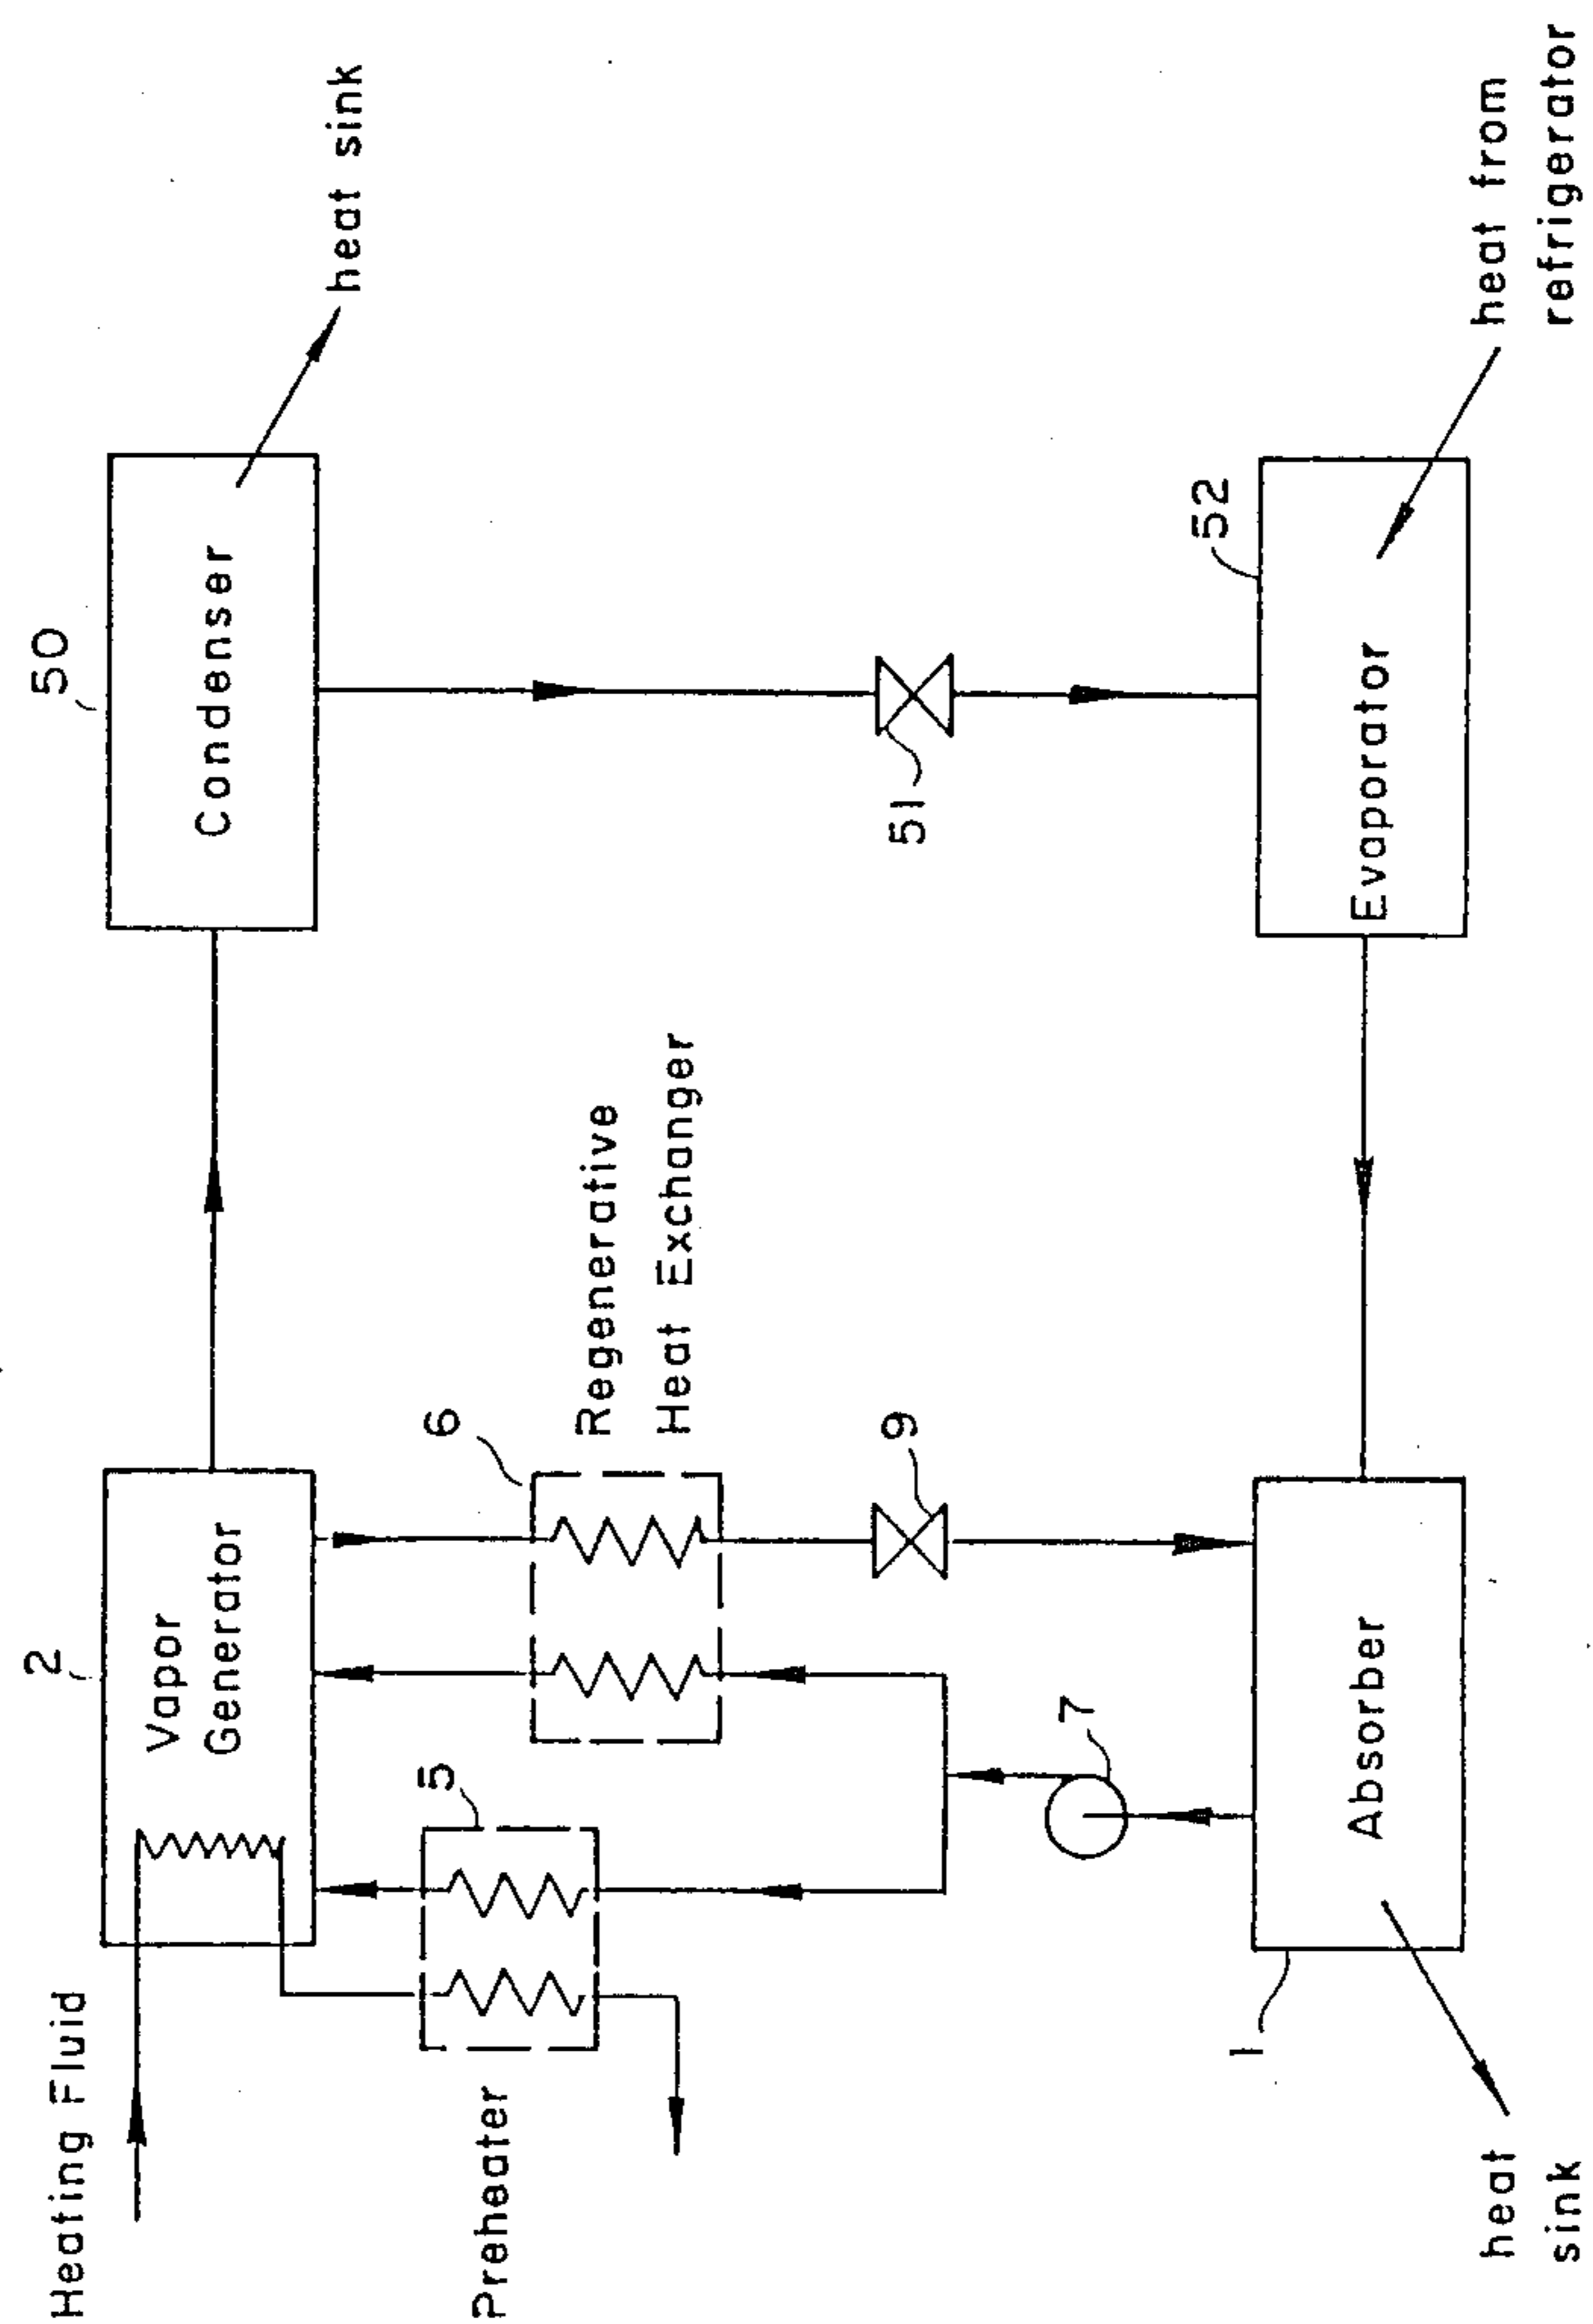 Heating Fluid
2
Vapor
Generator
50
Condenser
heat sink
Preheater
5
6
Regenerative
Heat Exchanger
9
51
7
1
Absorber
heat
sink
52
Evaporator
heat from
refrigerator